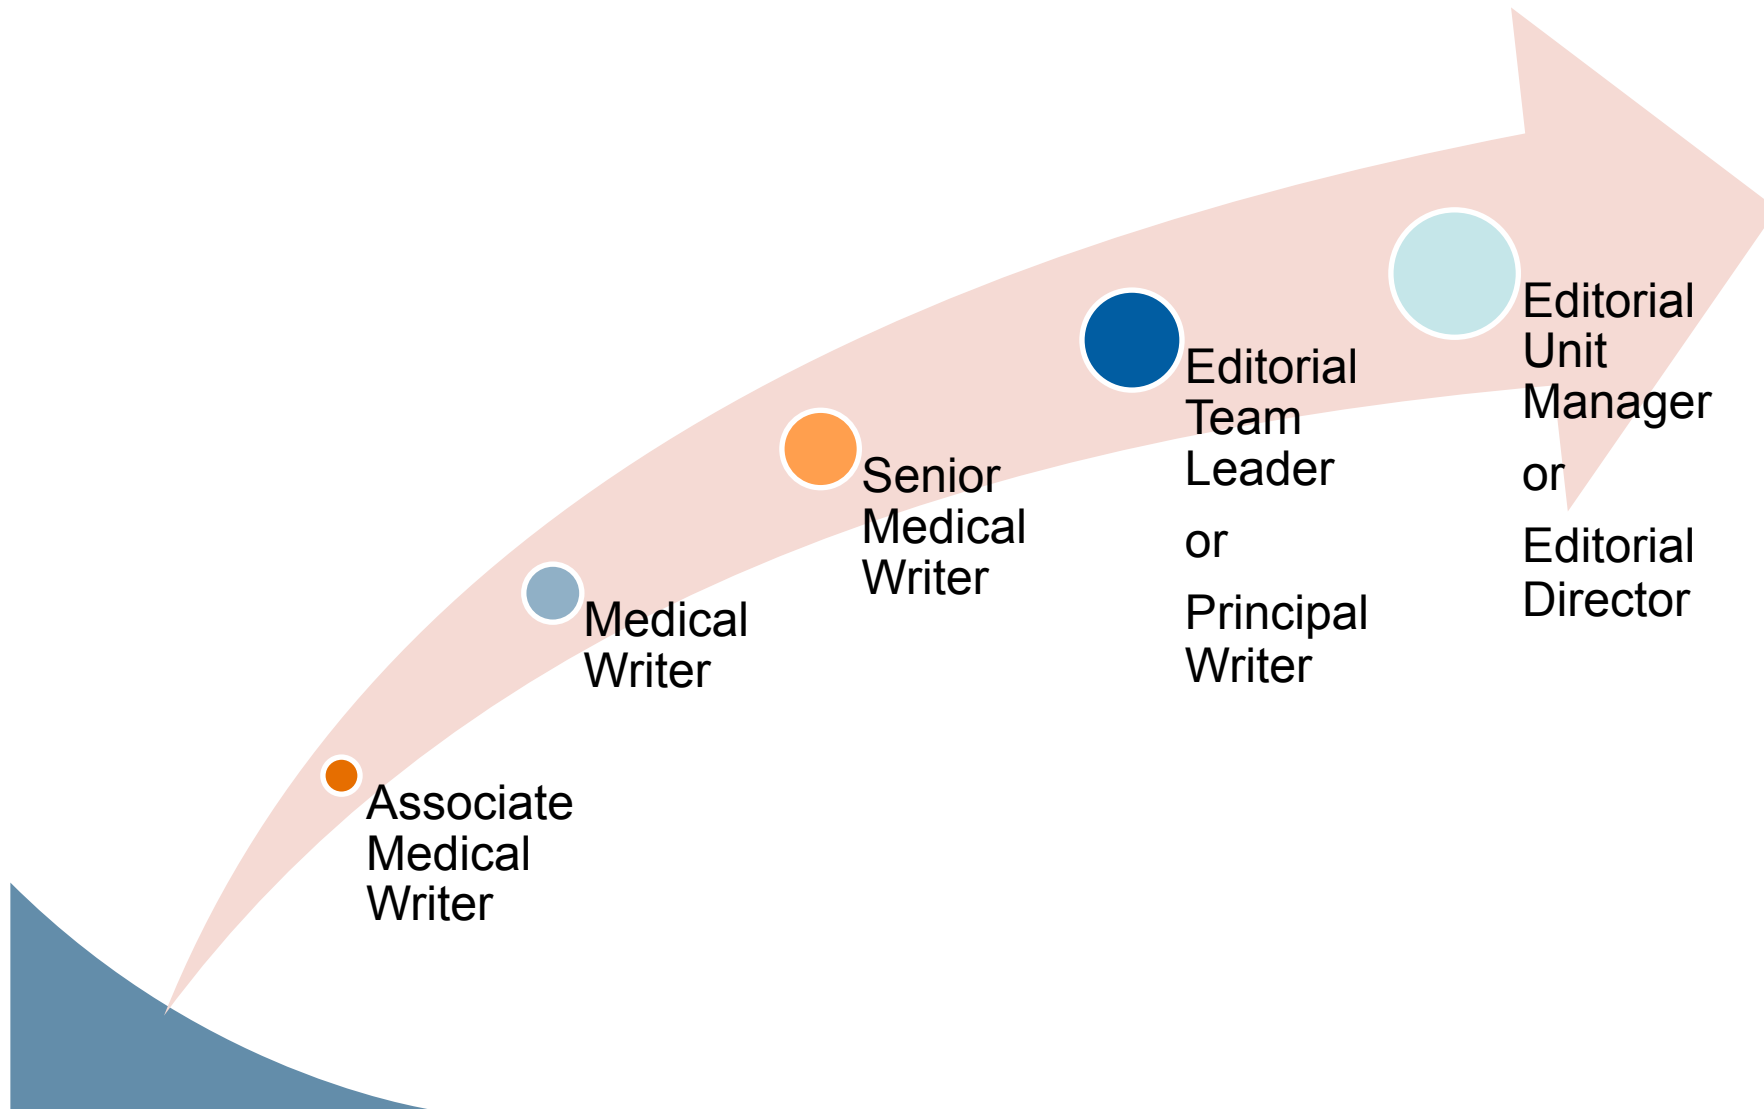 Associate
Medical
Writer
Medical
Writer
Senior
Medical
Writer
Editorial
Team
Leader
or
Principal
Writer
Editorial
Unit
Manager
or
Editorial
Director